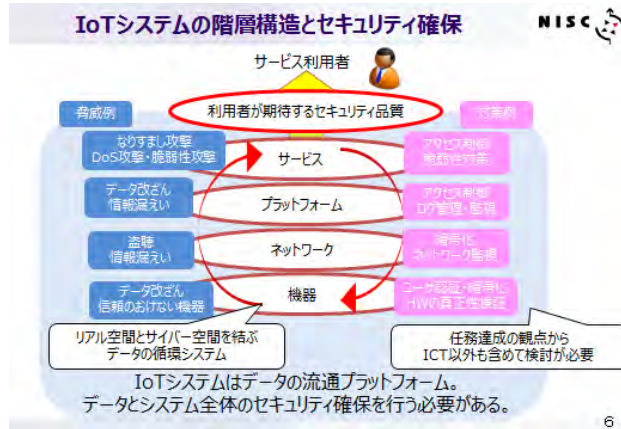 IoTシステムの階層構造とセキュリティ確保
NISC
サービス利用者
脅威例
利用者が期待するセキュリティ品質
対策例
なりすまし攻撃
DoS攻撃・脆弱性攻撃
サービス
アクセス制御
脆弱性対策
データ改ざん
情報漏えい
プラットフォーム
アクセス制御
ログ管理・監視
盗聴
情報漏えい
ネットワーク
暗号化
ネットワーク監視
データ改ざん
信頼のおけない機器
機器
ユーザ認証・暗号化
HWの真正性検証
リアル空間とサイバー空間を結ぶ
データの循環システム
任務達成の観点から
ICT以外も含めて検討が必要
IoTシステムはデータの流通プラットフォーム。
データとシステム全体のセキュリティ確保を行う必要がある。
6